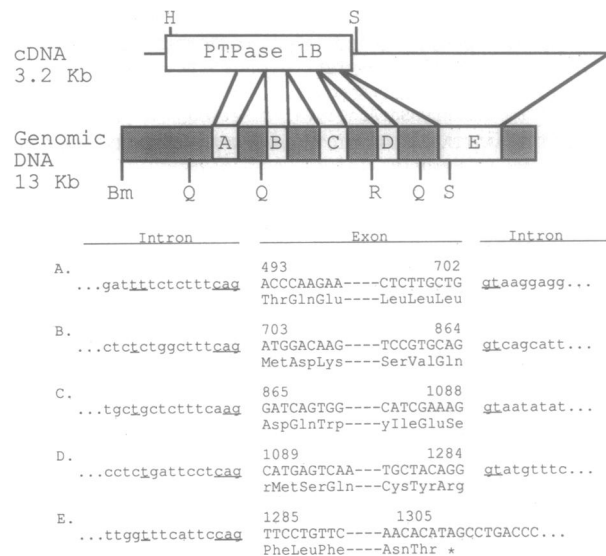 H S
cDNA PTPase 1B
3.2 Kb
Genomic
DNA A B C D E
13 Kb
Bm Q Q R Q S
Intron Exon Intron
A. 493 702
...gatttctctttcag ACCCAAGAA----CTCTTGCTG gtaaggagg...
ThrGlnGlu----LeuLeuLeu
B. 703 864
...ctctctggctttcag ATGGACAAG----TCCGTGCAG gtcagcatt...
MetAspLys----SerValGln
C. 865 1088
...tgctgctctttcaag GATCAGTGG----CATCGAAAG gtaatatat...
AspGlnTrp----yIleGluSe
D. 1089 1284
...cctctgattcctcag CATGAGTCAA---TGCTACAGG gtatgtttc...
rMetSerGln---CysTyrArg
E. 1285 1305
...ttggtttcattccag TTCCTGTTC---AACACATAGCCTGACCC...
PheLeuPhe---AsnThr *